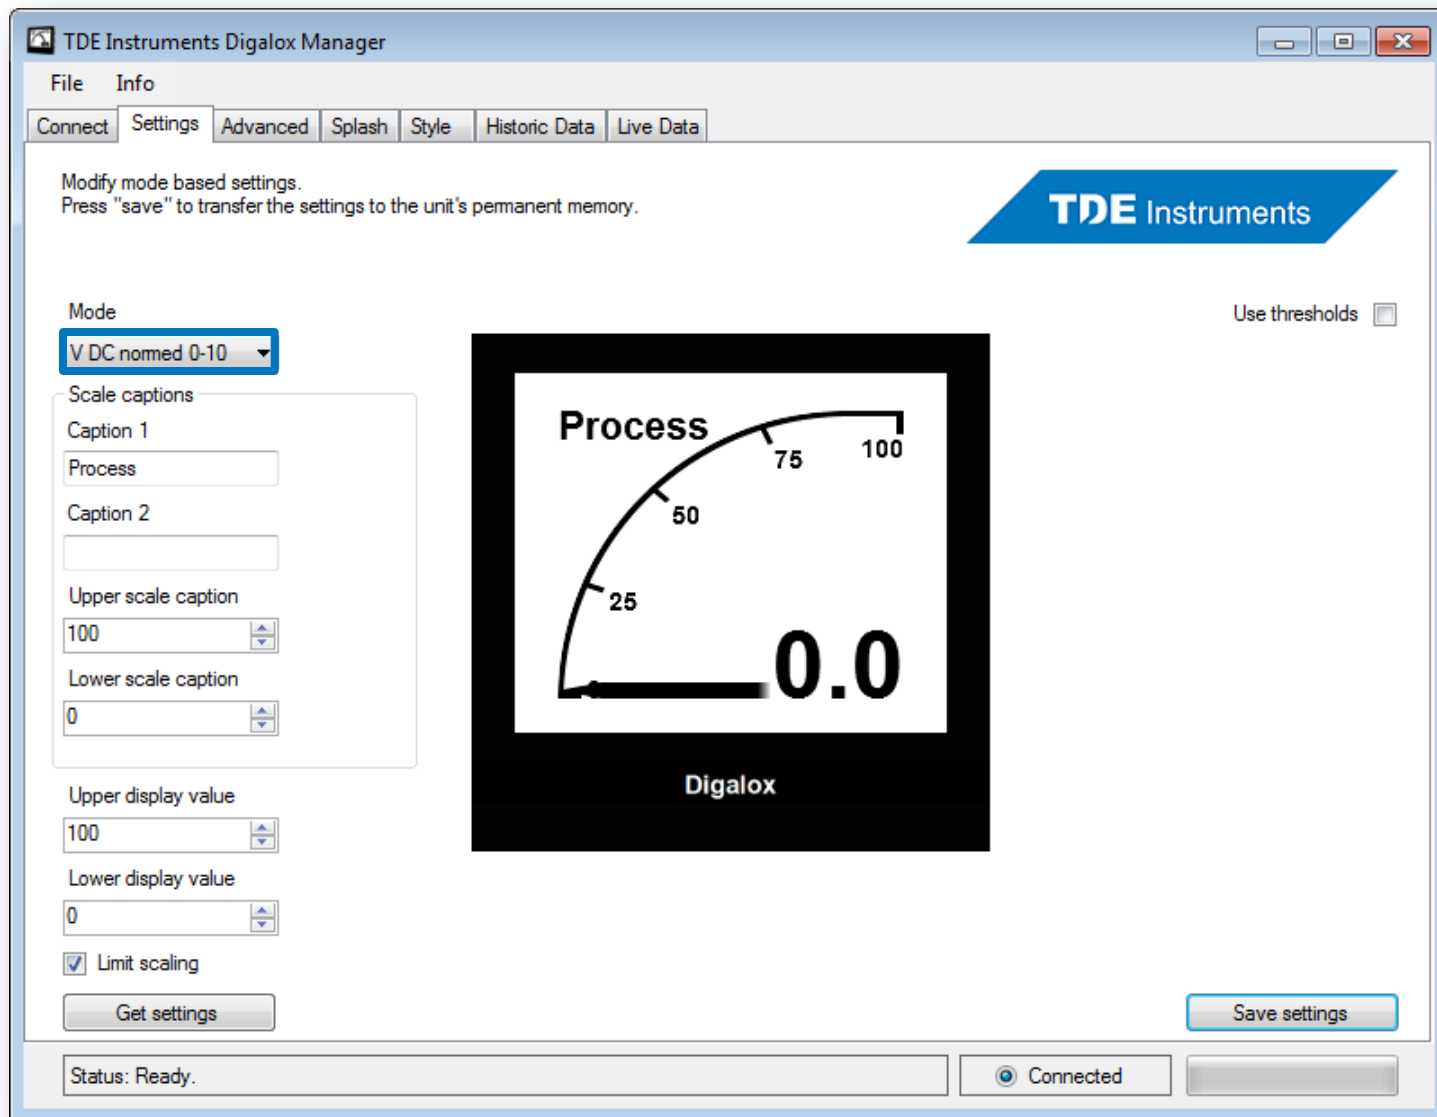 TDE Instruments Digalox Manager
File Info
Connect Settings Advanced Splash Style Historic Data Live Data
Modify mode based settings.
Press "save" to transfer the settings to the unit's permanent memory.
TDE Instruments
Mode
Use thresholds
V DC normed 0-10
Scale captions
Caption 1
Process
Caption 2
Upper scale caption
100
Lower scale caption
0
Upper display value
100
Lower display value
0
Limit scaling
Get settings
Process
100
75
50
25
0.0
Digalox
Save settings
Status: Ready.
Connected